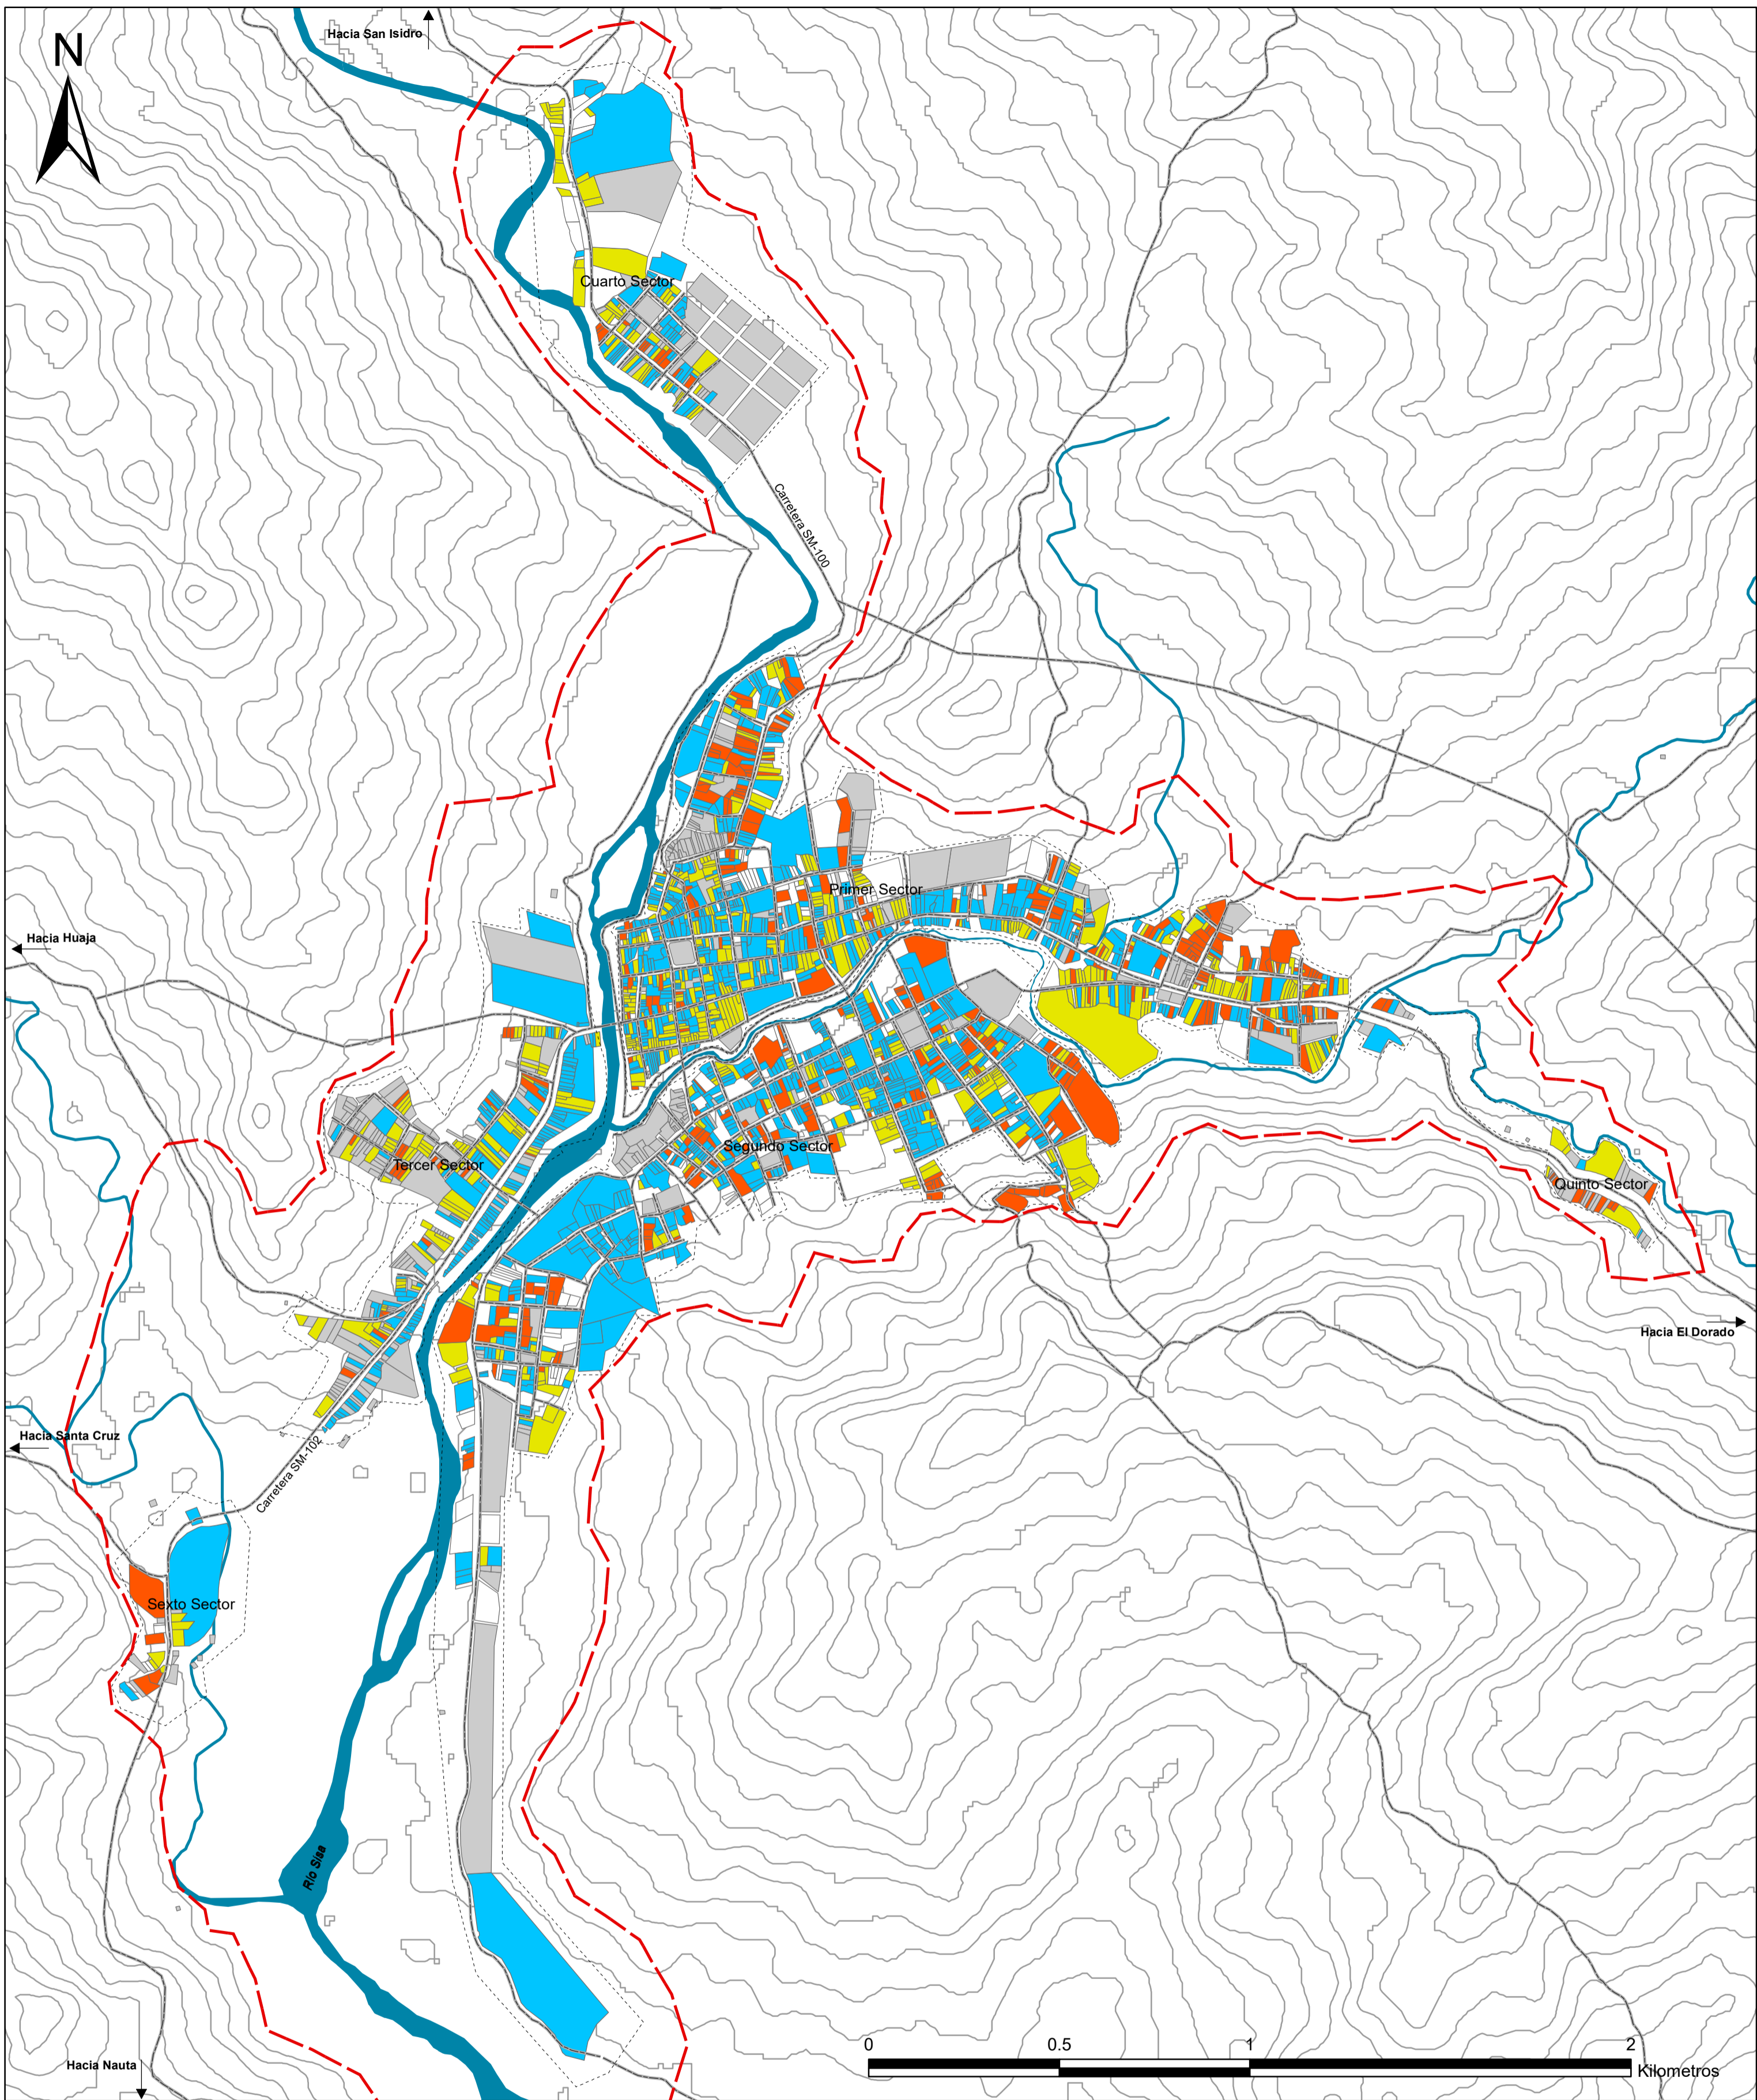 Hacia San Isidro
N
Cuarto Sector
Carretera SM-100
Primer Sector
Hacia Huaja
Segundo Sector
Tercer Sector
Quinto Sector
Hacia El Dorado
Hacia Santa Cruz
Carretera SM-102
Sexto Sector
Río Sisa
0 0.5 1 2
Kilometros
Hacia Nauta